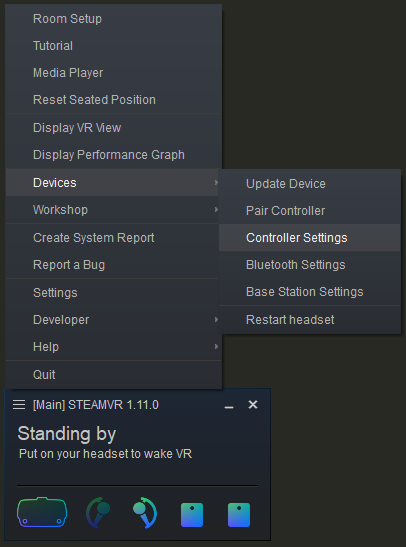 Room Setup
Tutorial
Media Player
Reset Seated Position
Display VR View
Display Performance Graph
Devices
Workshop
Create System Report
Report a Bug
Settings
Developer
Help
Quit
Update Device
Pair Controller
Controller Settings
Bluetooth Settings
Base Station Settings
Restart headset
[Main] STEAMVR 1.11.0
Standing by
Put on your headset to wake VR